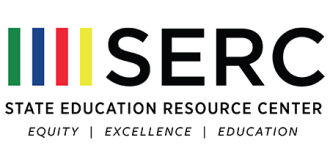 SERC
STATE EDUCATION RESOURCE CENTER
EQUITY | EXCELLENCE | EDUCATION